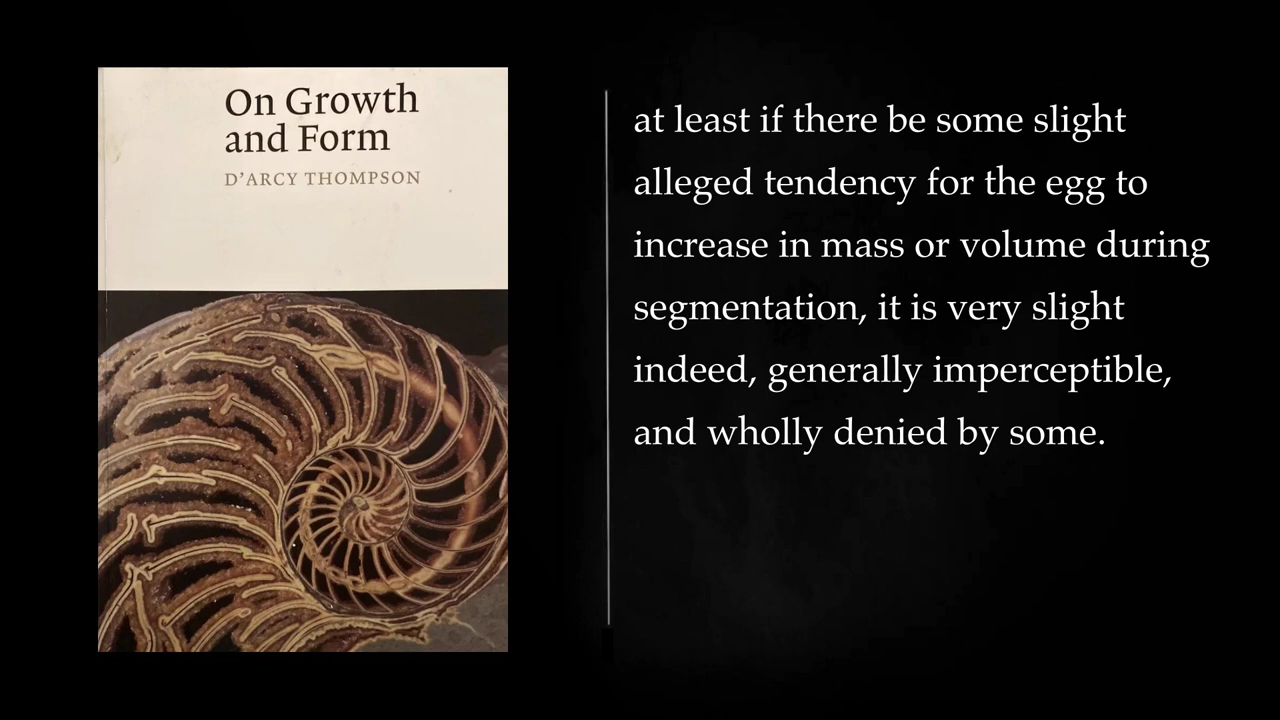 On Growth
and Form
D'ARCY THOMPSON
at least if there be some slight
alleged tendency for the egg to
increase in mass or volume during
segmentation, it is very slight
indeed, generally imperceptible,
and wholly denied by some.